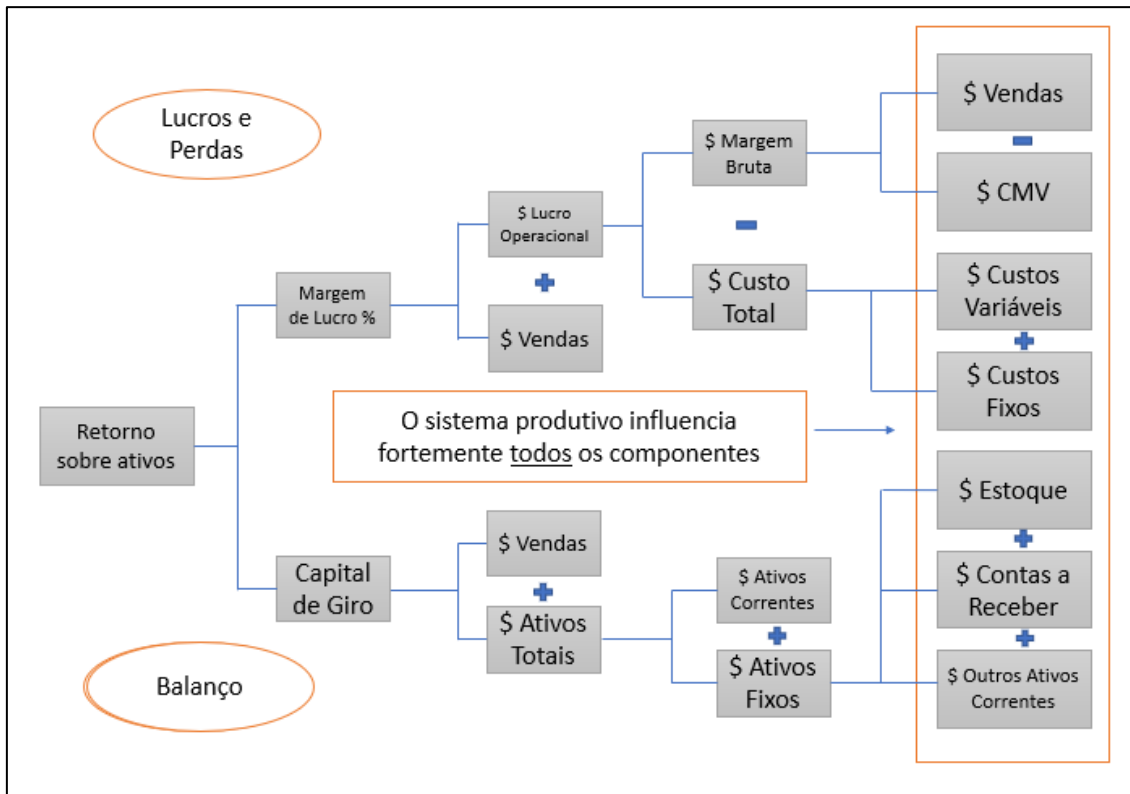 Lucros e
Perdas
$ Vendas
$ Margem
Bruta
$ CMV
$ Lucro
Operacional
$ Custo
Total
$ Custos
Variáveis
Margem
de Lucro %
$ Vendas
$ Custos
Fixos
Retorno
sobre ativos
O sistema produtivo influencia
fortemente todos os componentes
$ Estoque
$ Vendas
Capital
de Giro
$ Ativos
Correntes
$ Contas a
Receber
$ Ativos
Totais
$ Ativos
Fixos
$ Outros Ativos
Correntes
Balanço